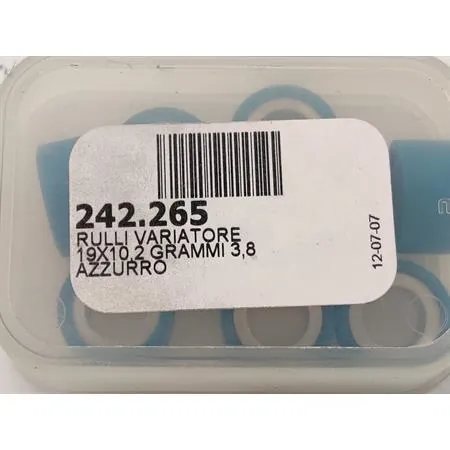 242.265
RULLI VARIATORE
19X10,2 GRAMMI 3,8
AZZURRO
12-07-07